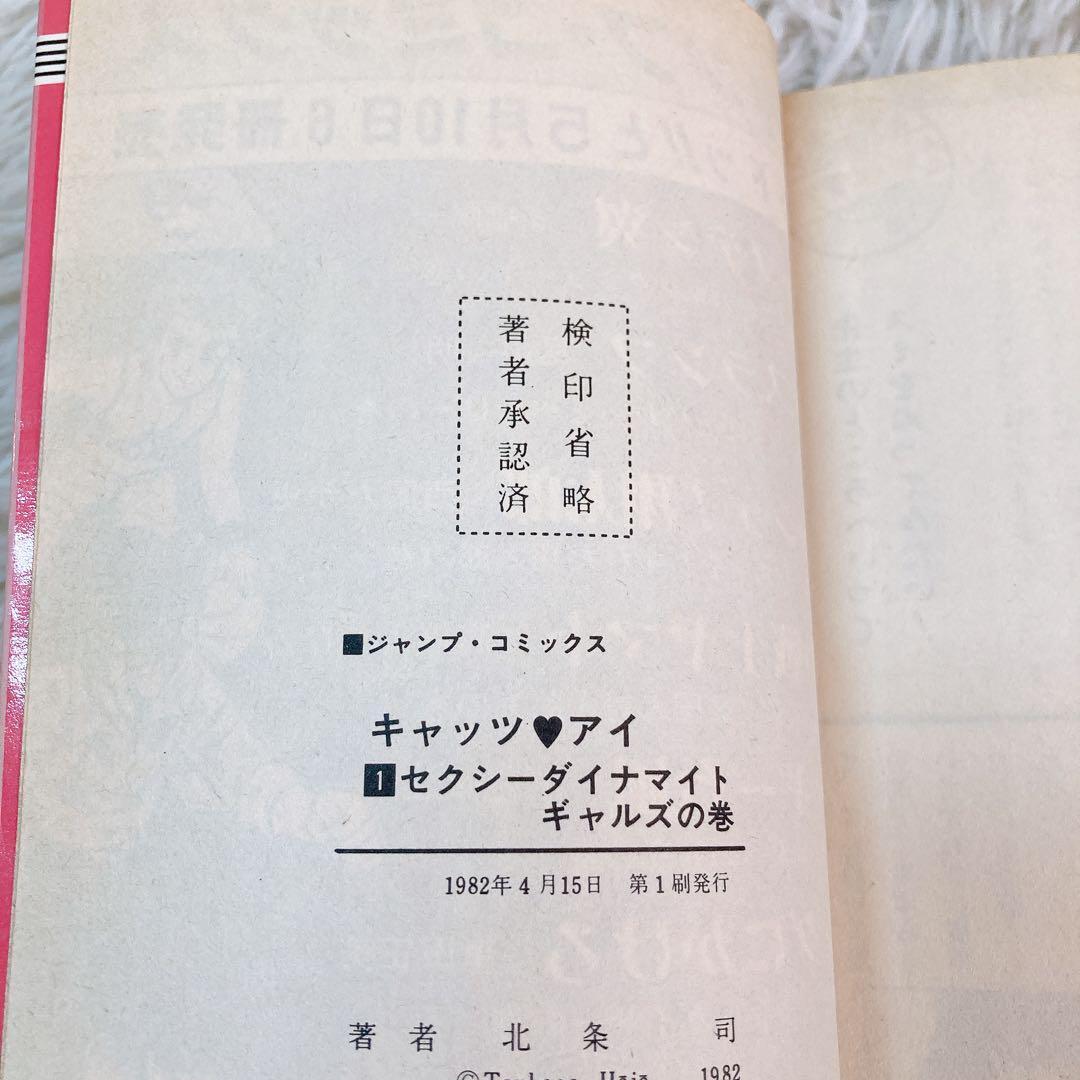 検印省略
著者承認済
■ジャンプ・コミックス
キャッツ♥アイ
1セクシーダイナマイト
ギャルズの巻
1982年4月15日 第1刷発行
著者 北条 司
1982